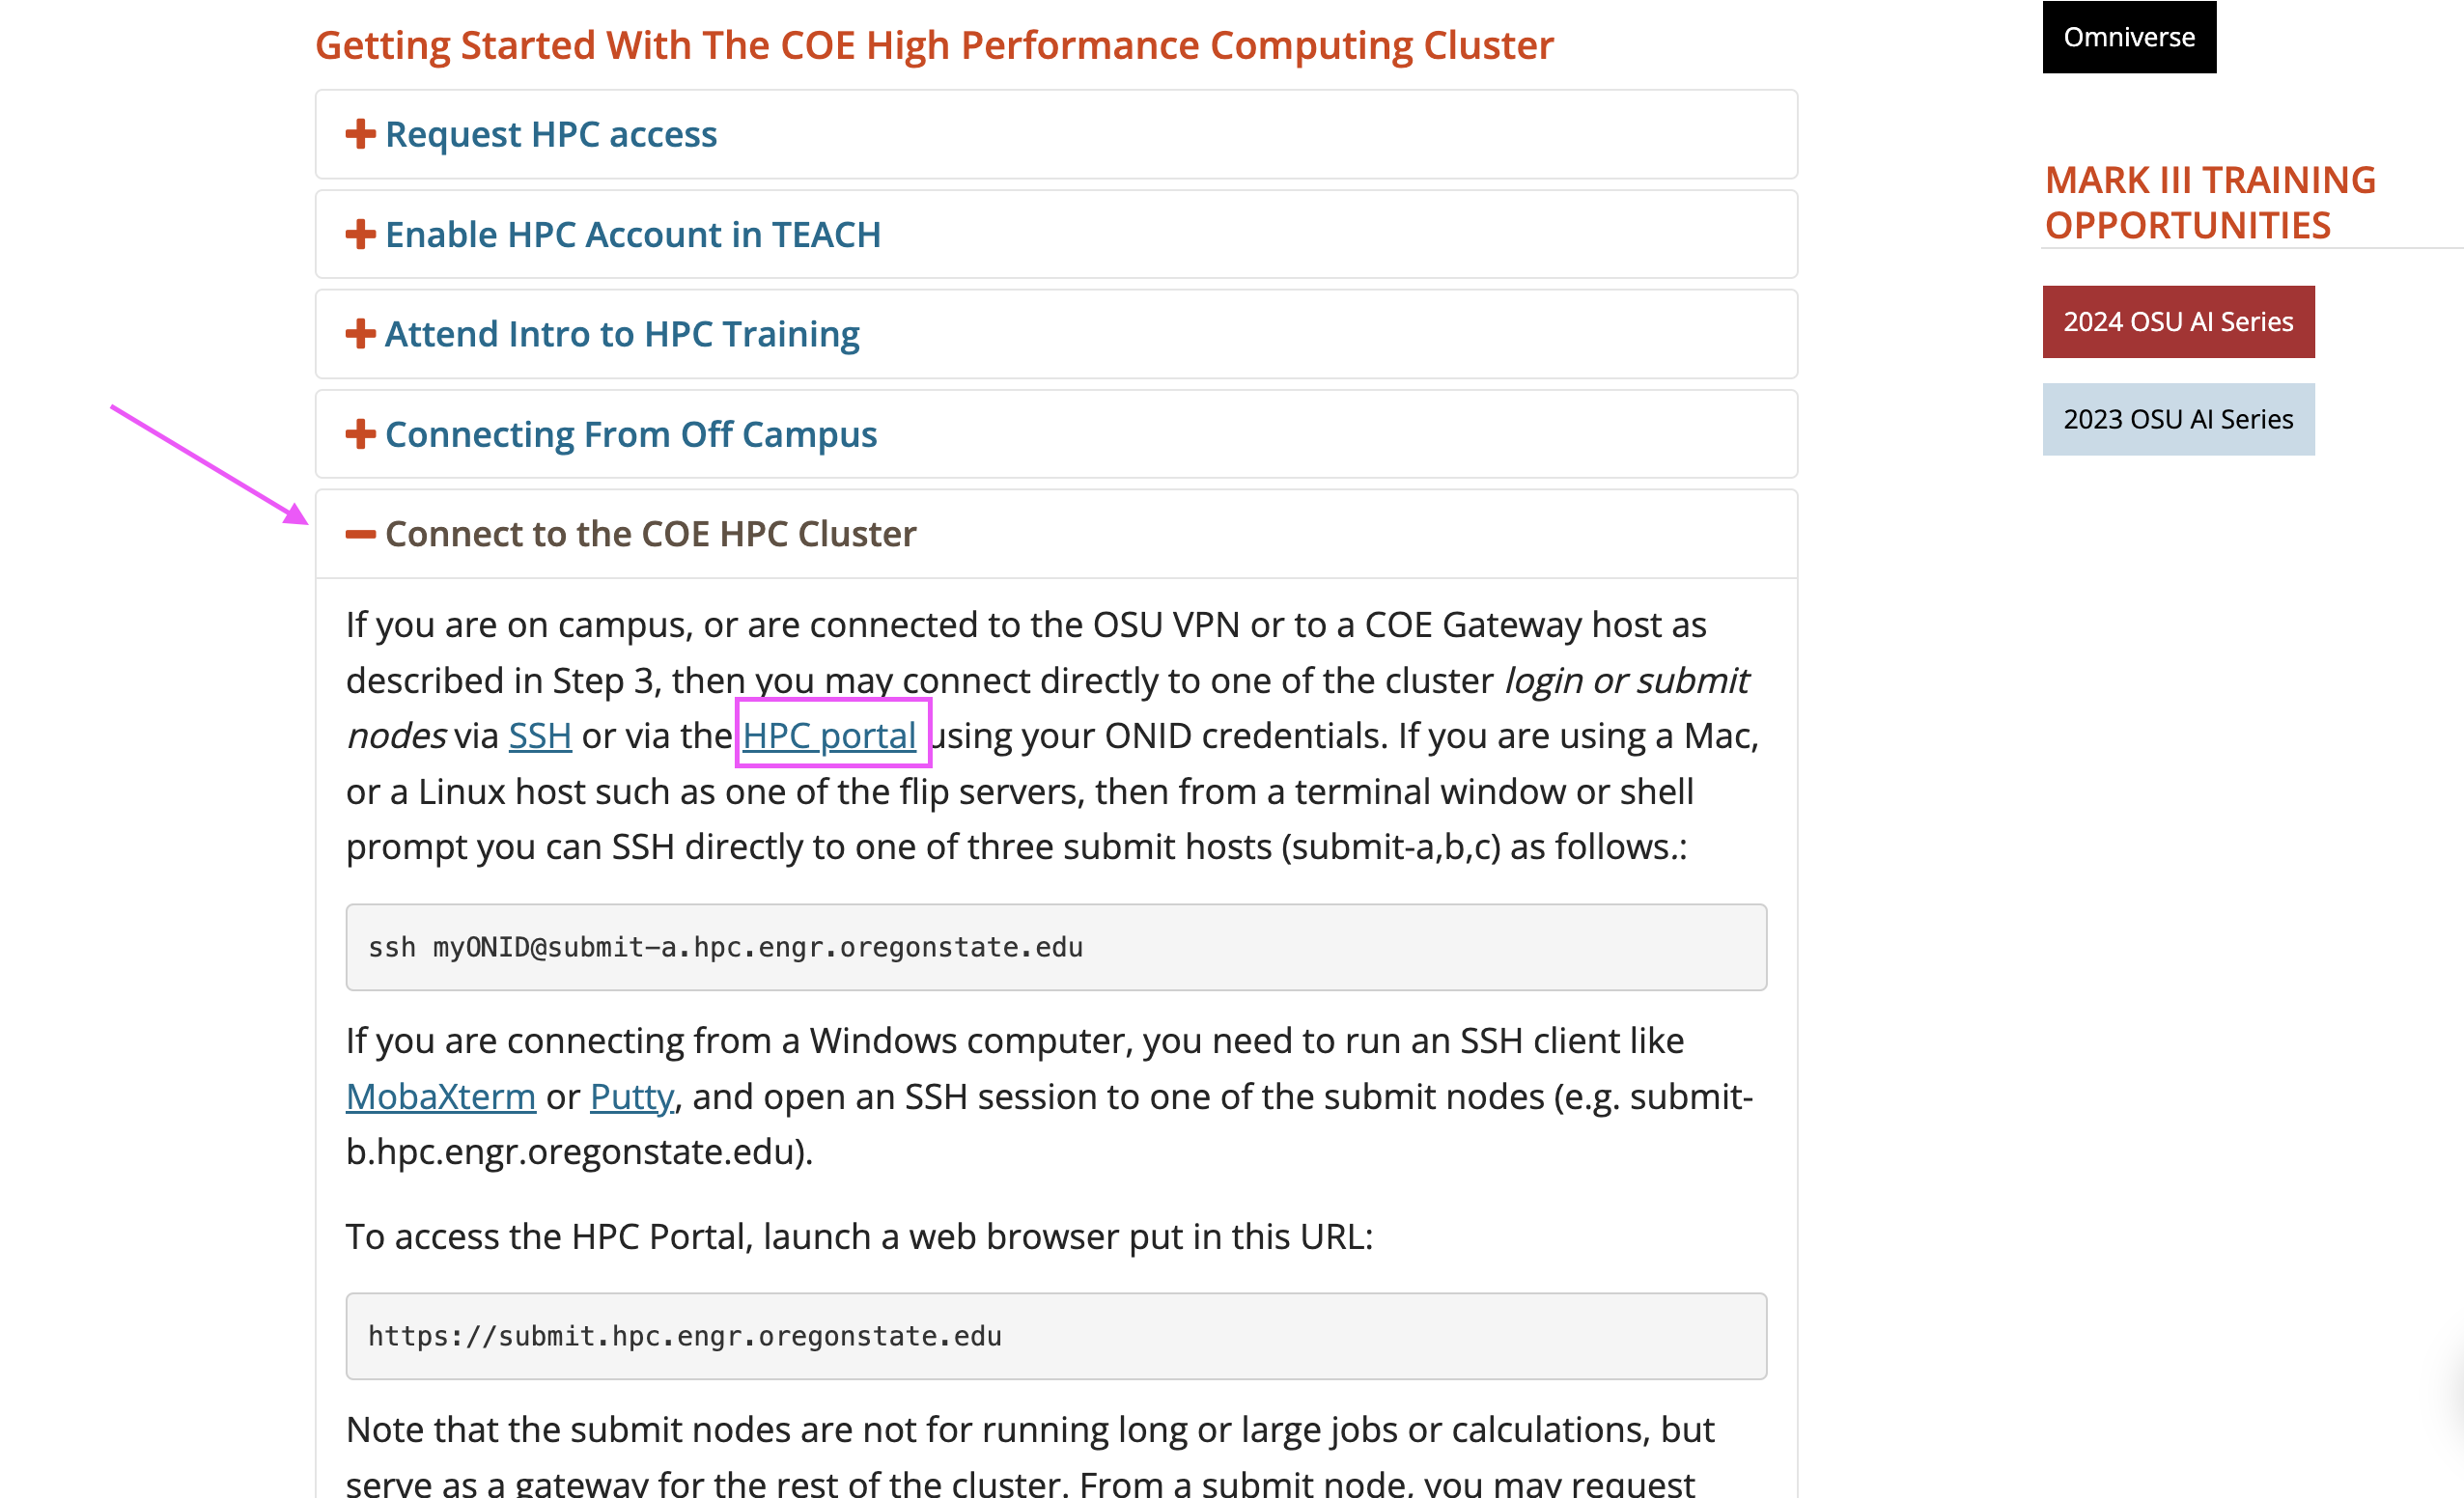 Getting Started With The COE High Performance Computing Cluster
Request HPC access
Enable HPC Account in TEACH
Attend Intro to HPC Training
Connecting From Off Campus
Connect to the COE HPC Cluster
If you are on campus, or are connected to the OSU VPN or to a COE Gateway host as
described in Step 3, then you may connect directly to one of the cluster login or submit
nodes via SSH or via the HPC portal using your ONID credentials. If you are using a Mac,
or a Linux host such as one of the flip servers, then from a terminal window or shell
prompt you can SSH directly to one of three submit hosts (submit-a,b,c) as follows.:
ssh myONID@submit-a.hpc.engr.oregonstate.edu
If you are connecting from a Windows computer, you need to run an SSH client like
MobaXterm or Putty, and open an SSH session to one of the submit nodes (e.g. submit-
b.hpc.engr.oregonstate.edu).
To access the HPC Portal, launch a web browser put in this URL:
https://submit.hpc.engr.oregonstate.edu
Note that the submit nodes are not for running long or large jobs or calculations, but
serve as a gateway for the rest of the cluster. From a submit node, you may request
Omniverse
MARK III TRAINING
OPPORTUNITIES
2024 OSU AI Series
2023 OSU AI Series